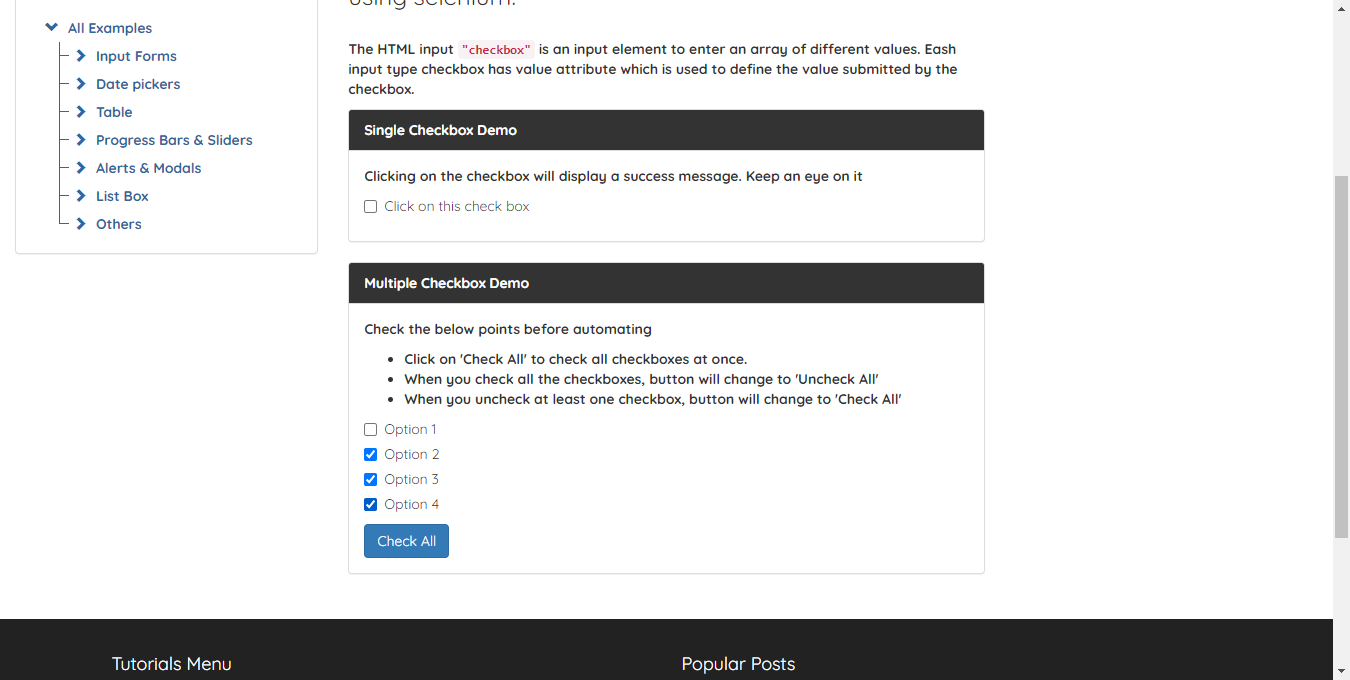 using selenium.
All Examples
Input Forms
Date pickers
Table
Progress Bars & Sliders
Alerts & Modals
List Box
Others
The HTML input "checkbox" is an input element to enter an array of different values. Eash
input type checkbox has value attribute which is used to define the value submitted by the
checkbox.
Single Checkbox Demo
Clicking on the checkbox will display a success message. Keep an eye on it
Click on this check box
Multiple Checkbox Demo
Check the below points before automating
Click on 'Check All' to check all checkboxes at once.
When you check all the checkboxes, button will change to 'Uncheck All'
When you uncheck at least one checkbox, button will change to 'Check All'
Option 1
Option 2
Option 3
Option 4
Check All
Tutorials Menu
Popular Posts